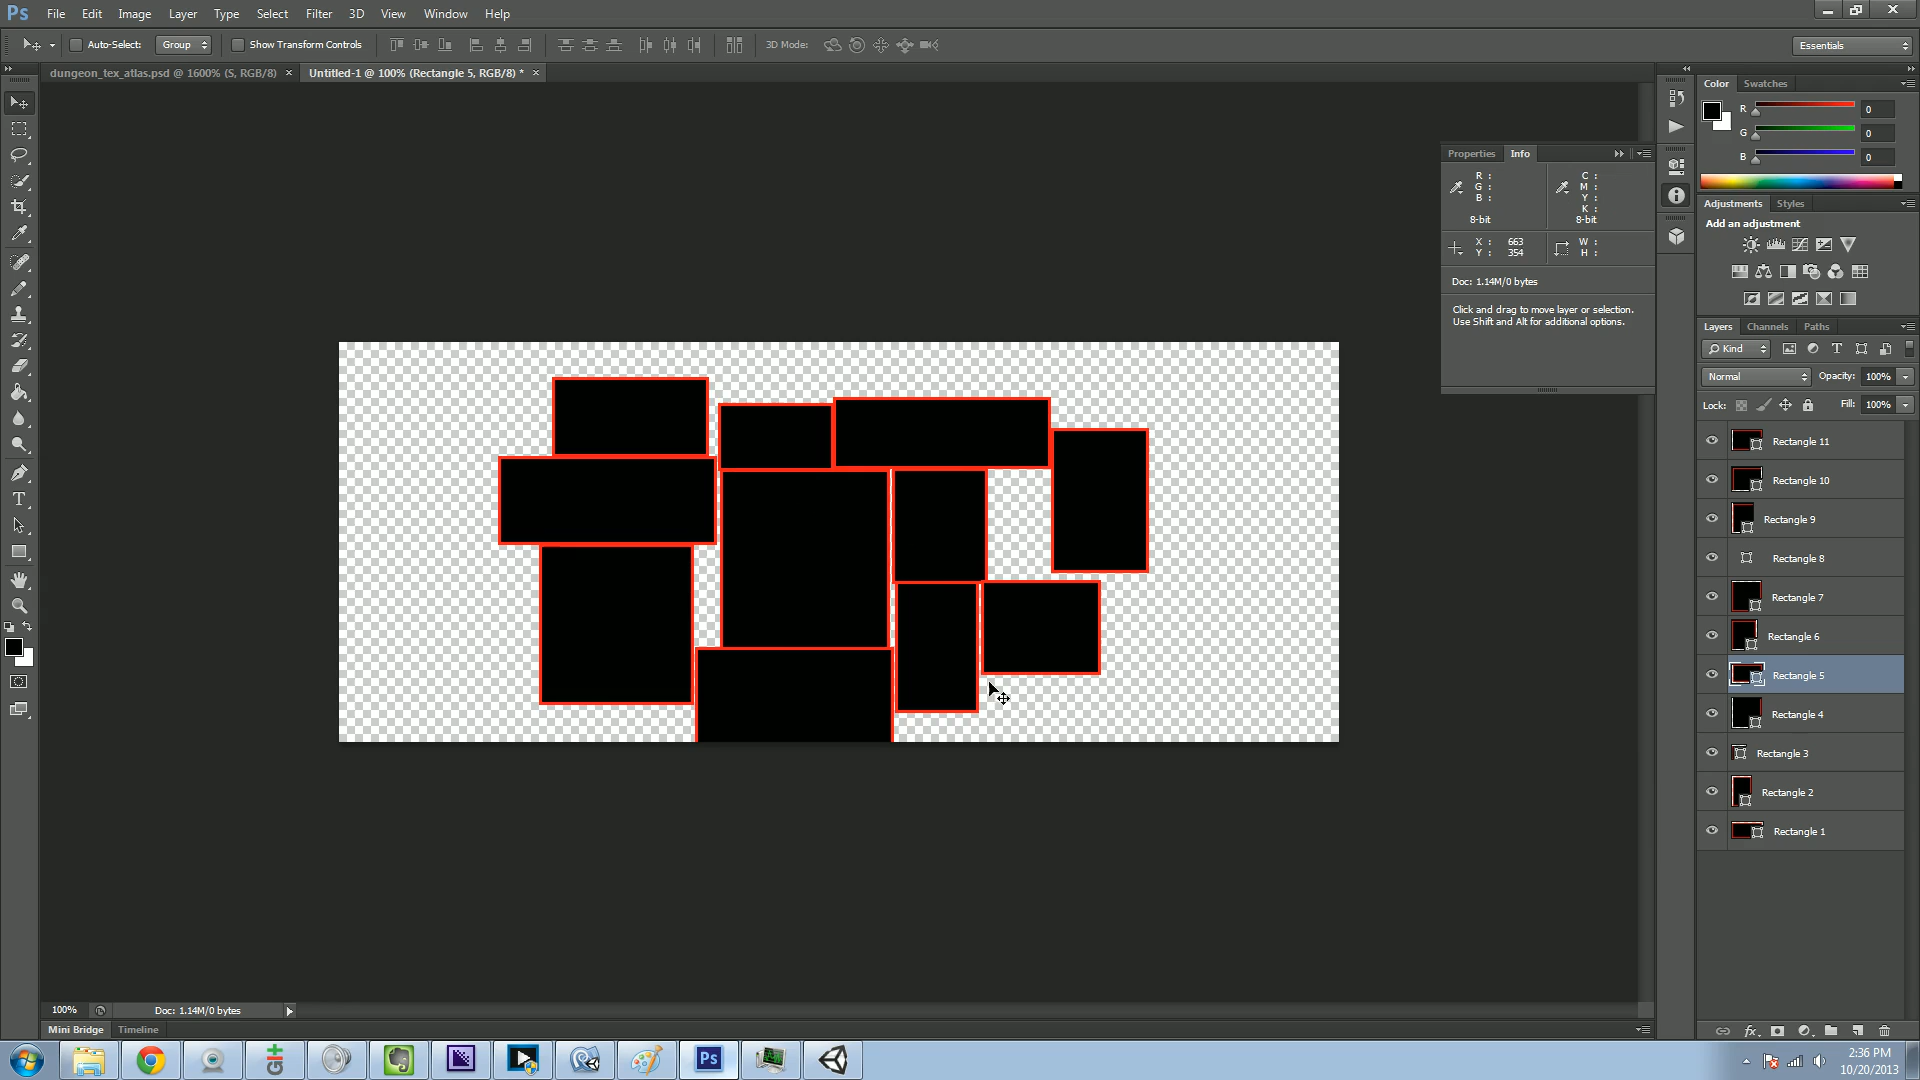 Ps File Edit Image Layer Type Select Filter 3D View Window Help
Auto-Select: Group Show Transform Controls 3D Mode: Essentials
dungeon_tex_atlas.psd @ 1600% (S, RGB/8) × Untitled-1 @ 100% (Rectangle 5, RGB/8) * ×
Color Swatches
R 0
G 0
B 0
Properties Info
R :
G :
B :
8-bit
C :
M :
Y :
K :
8-bit
X : 663
Y : 354
W :
H :
Doc: 1.14M/0 bytes
Click and drag to move layer or selection.
Use Shift and Alt for additional options.
Adjustments Styles
Add an adjustment
Layers Channels Paths
Kind
Normal Opacity: 100%
Lock: Fill: 100%
Rectangle 11
Rectangle 10
Rectangle 9
Rectangle 8
Rectangle 7
Rectangle 6
Rectangle 5
Rectangle 4
Rectangle 3
Rectangle 2
Rectangle 1
fx
100% Doc: 1.14M/0 bytes
Mini Bridge Timeline
git
Ps
2:36 PM
10/20/2013